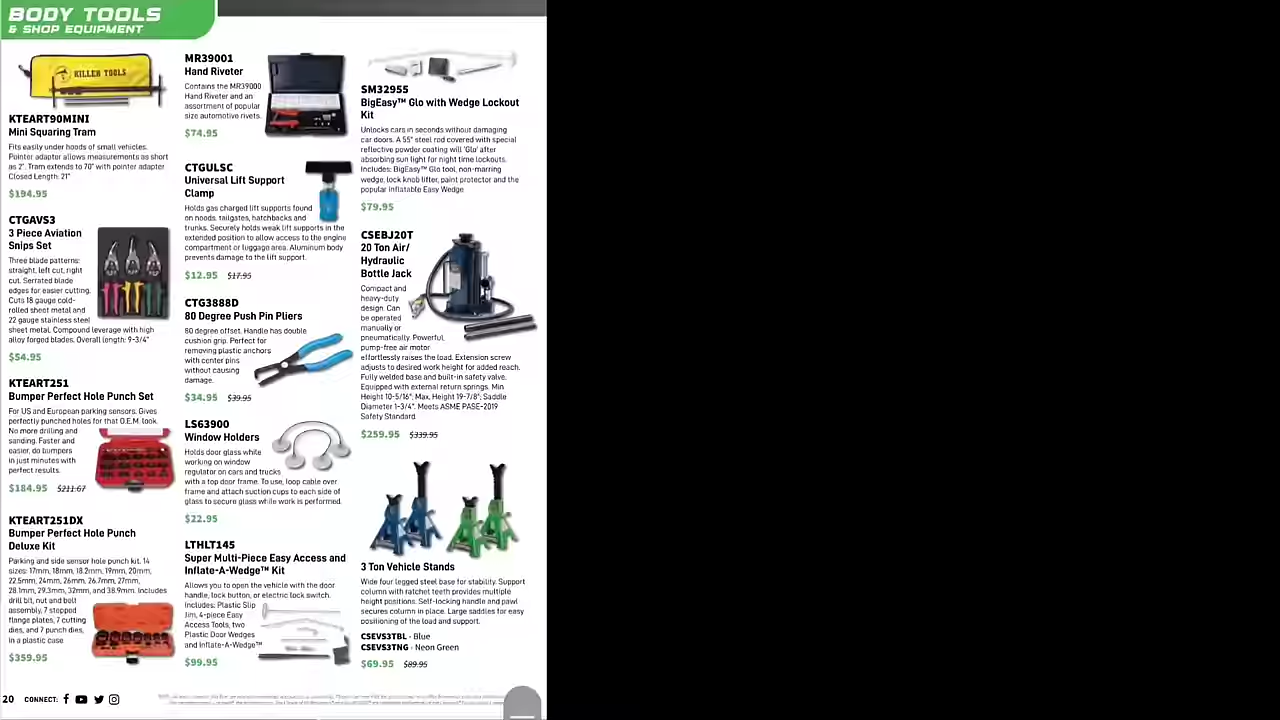 BODY TOOLS
& SHOP EQUIPMENT
KILLER TOOLS
KTEART90MINI
Mini Squaring Tram
Fits easily under hoods of small vehicles.
Pointer adaptor allows measurements as short
as 2". Tram extends to 70" with pointer adapter
Closed Length: 21"
$194.95
CTGAVS3
3 Piece Aviation
Snips Set
Three blade patterns:
straight, left cut, right
cut. Serrated blade
edges for easier cutting.
Cuts 18 gauge cold-
rolled sheet metal and
22 gauge stainless steel
sheet metal. Compound leverage with high
alloy forged blades. Overall length: 9-3/4"
$54.95
KTEART251
Bumper Perfect Hole Punch Set
For US and European parking sensors. Gives
perfectly punched holes for that O.E.M. look.
No more drilling and
sanding. Faster and
easier, do bumpers
in just minutes with
perfect results.
$184.95 $211.67
KTEART251DX
Bumper Perfect Hole Punch
Deluxe Kit
Parking and side sensor hole punch kit. 14
sizes: 17mm, 18mm, 18.2mm, 19mm, 20mm,
22.5mm, 24mm, 26mm, 26.7mm, 27mm,
28.1mm, 29.3mm, 32mm, and 38.9mm. Includes
drill bit, nut and bolt
assembly, 7 stepped
flange plates, 7 cutting
dies, and 7 punch dies,
in a plastic case
$359.95
MR39001
Hand Riveter
Contains the MR39000
Hand Riveter and an
assortment of popular
size automotive rivets.
$74.95
CTGULSC
Universal Lift Support
Clamp
Holds gas charged lift supports found
on hoods, tailgates, hatchbacks and
trunks. Securely holds weak lift supports in the
extended position to allow access to the engine
compartment or luggage area. Aluminum body
prevents damage to the lift support.
$12.95 $17.95
CTG3888D
80 Degree Push Pin Pliers
80 degree offset. Handle has double
cushion grip. Perfect for
removing plastic anchors
with center pins
without causing
damage.
$34.95 $39.95
LS63900
Window Holders
Holds door glass while
working on window
regulator on cars and trucks
with a top door frame. To use, loop cable over
frame and attach suction cups to each side of
glass to secure glass while work is performed.
$22.95
LTHLT145
Super Multi-Piece Easy Access and
Inflate-A-Wedge™ Kit
Allows you to open the vehicle with the door
handle, lock button, or electric lock switch.
Includes: Plastic Slip
Jim, 4-piece Easy
Access Tools, two
Plastic Door Wedges
and Inflate-A-Wedge™
$99.95
SM32955
BigEasy™ Glo with Wedge Lockout
Kit
Unlocks cars in seconds without damaging
car doors. A 55" steel rod covered with special
reflective powder coating will 'Glo' after
absorbing sun light for night time lockouts.
Includes: BigEasy™ Glo tool, non-marring
wedge, lock knob lifter, paint protector and the
popular inflatable Easy Wedge
$79.95
CSEBJ20T
20 Ton Air/
Hydraulic
Bottle Jack
Compact and
heavy-duty
design. Can
be operated
manually or
pneumatically. Powerful,
pump-free air motor
effortlessly raises the load. Extension screw
adjusts to desired work height for added reach.
Fully welded base and built-in safety valve.
Equipped with external return springs. Min
Height 10-5/16"; Max. Height 19-7/8"; Saddle
Diameter 1-3/4". Meets ASME PASE-2019
Safety Standard.
$259.95 $339.95
3 Ton Vehicle Stands
Wide four legged steel base for stability. Support
column with ratchet teeth provides multiple
height positions. Self-locking handle and pawl
secures column in place. Large saddles for easy
positioning of the load and support.
CSEVS3TBL - Blue
CSEVS3TNG - Neon Green
$69.95 $89.95
20 CONNECT: